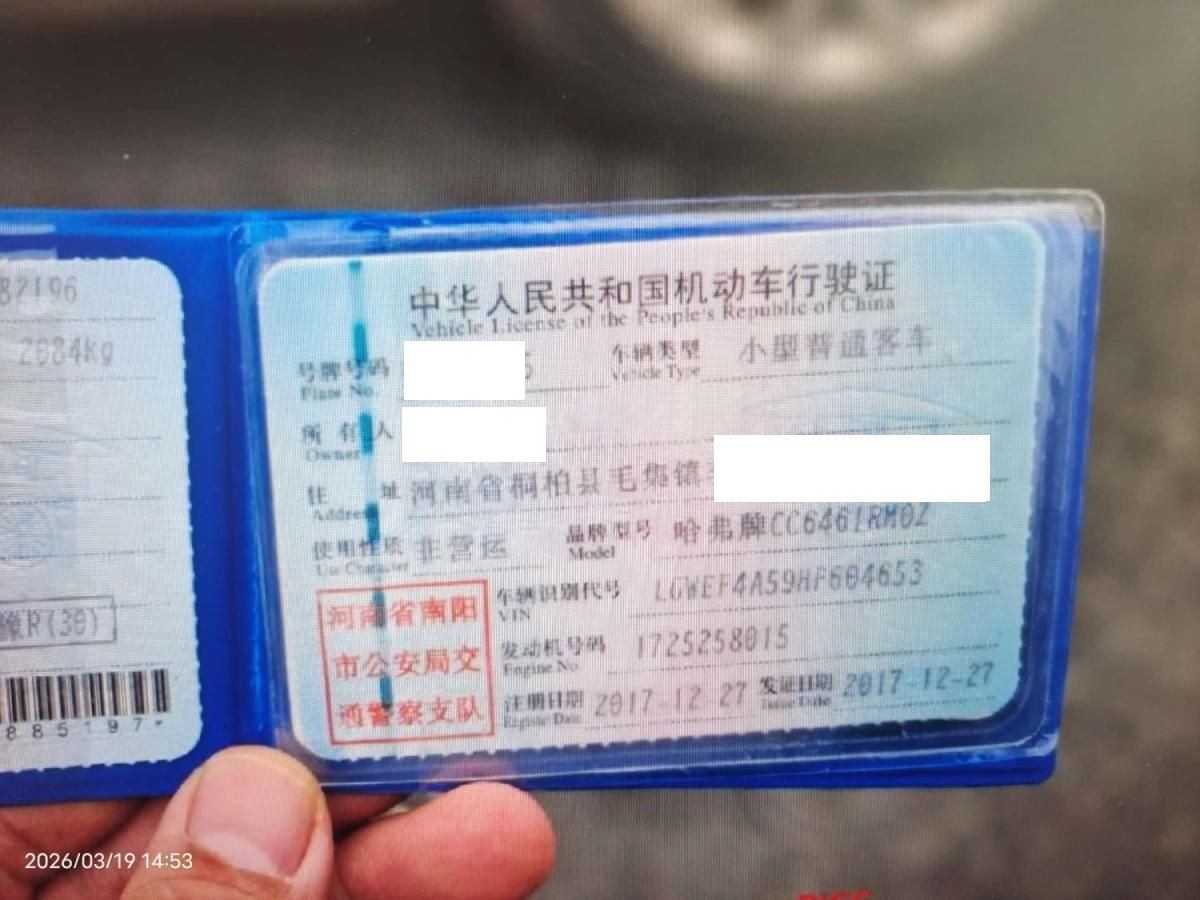 82196
2084kg
豫R(30)
885197*
中华人民共和国机动车行驶证
Vehicle License of the People's Republic of China
号牌号码 5 车辆类型 小型普通客车
Plate No. Vehicle Type
所有人
Owner
住址 河南省桐柏县毛集镇
Address
使用性质 非营运 品牌型号 哈弗牌CC6461RM0Z
Use Character Model
车辆识别代号 LGWEF4A59HF604653
VIN
发动机号码 1725258015
Engine No.
注册日期 2017-12-27 发证日期 2017-12-27
Register Date Issue Date
河南省南阳
市公安局交
通警察支队
2026/03/19 14:53